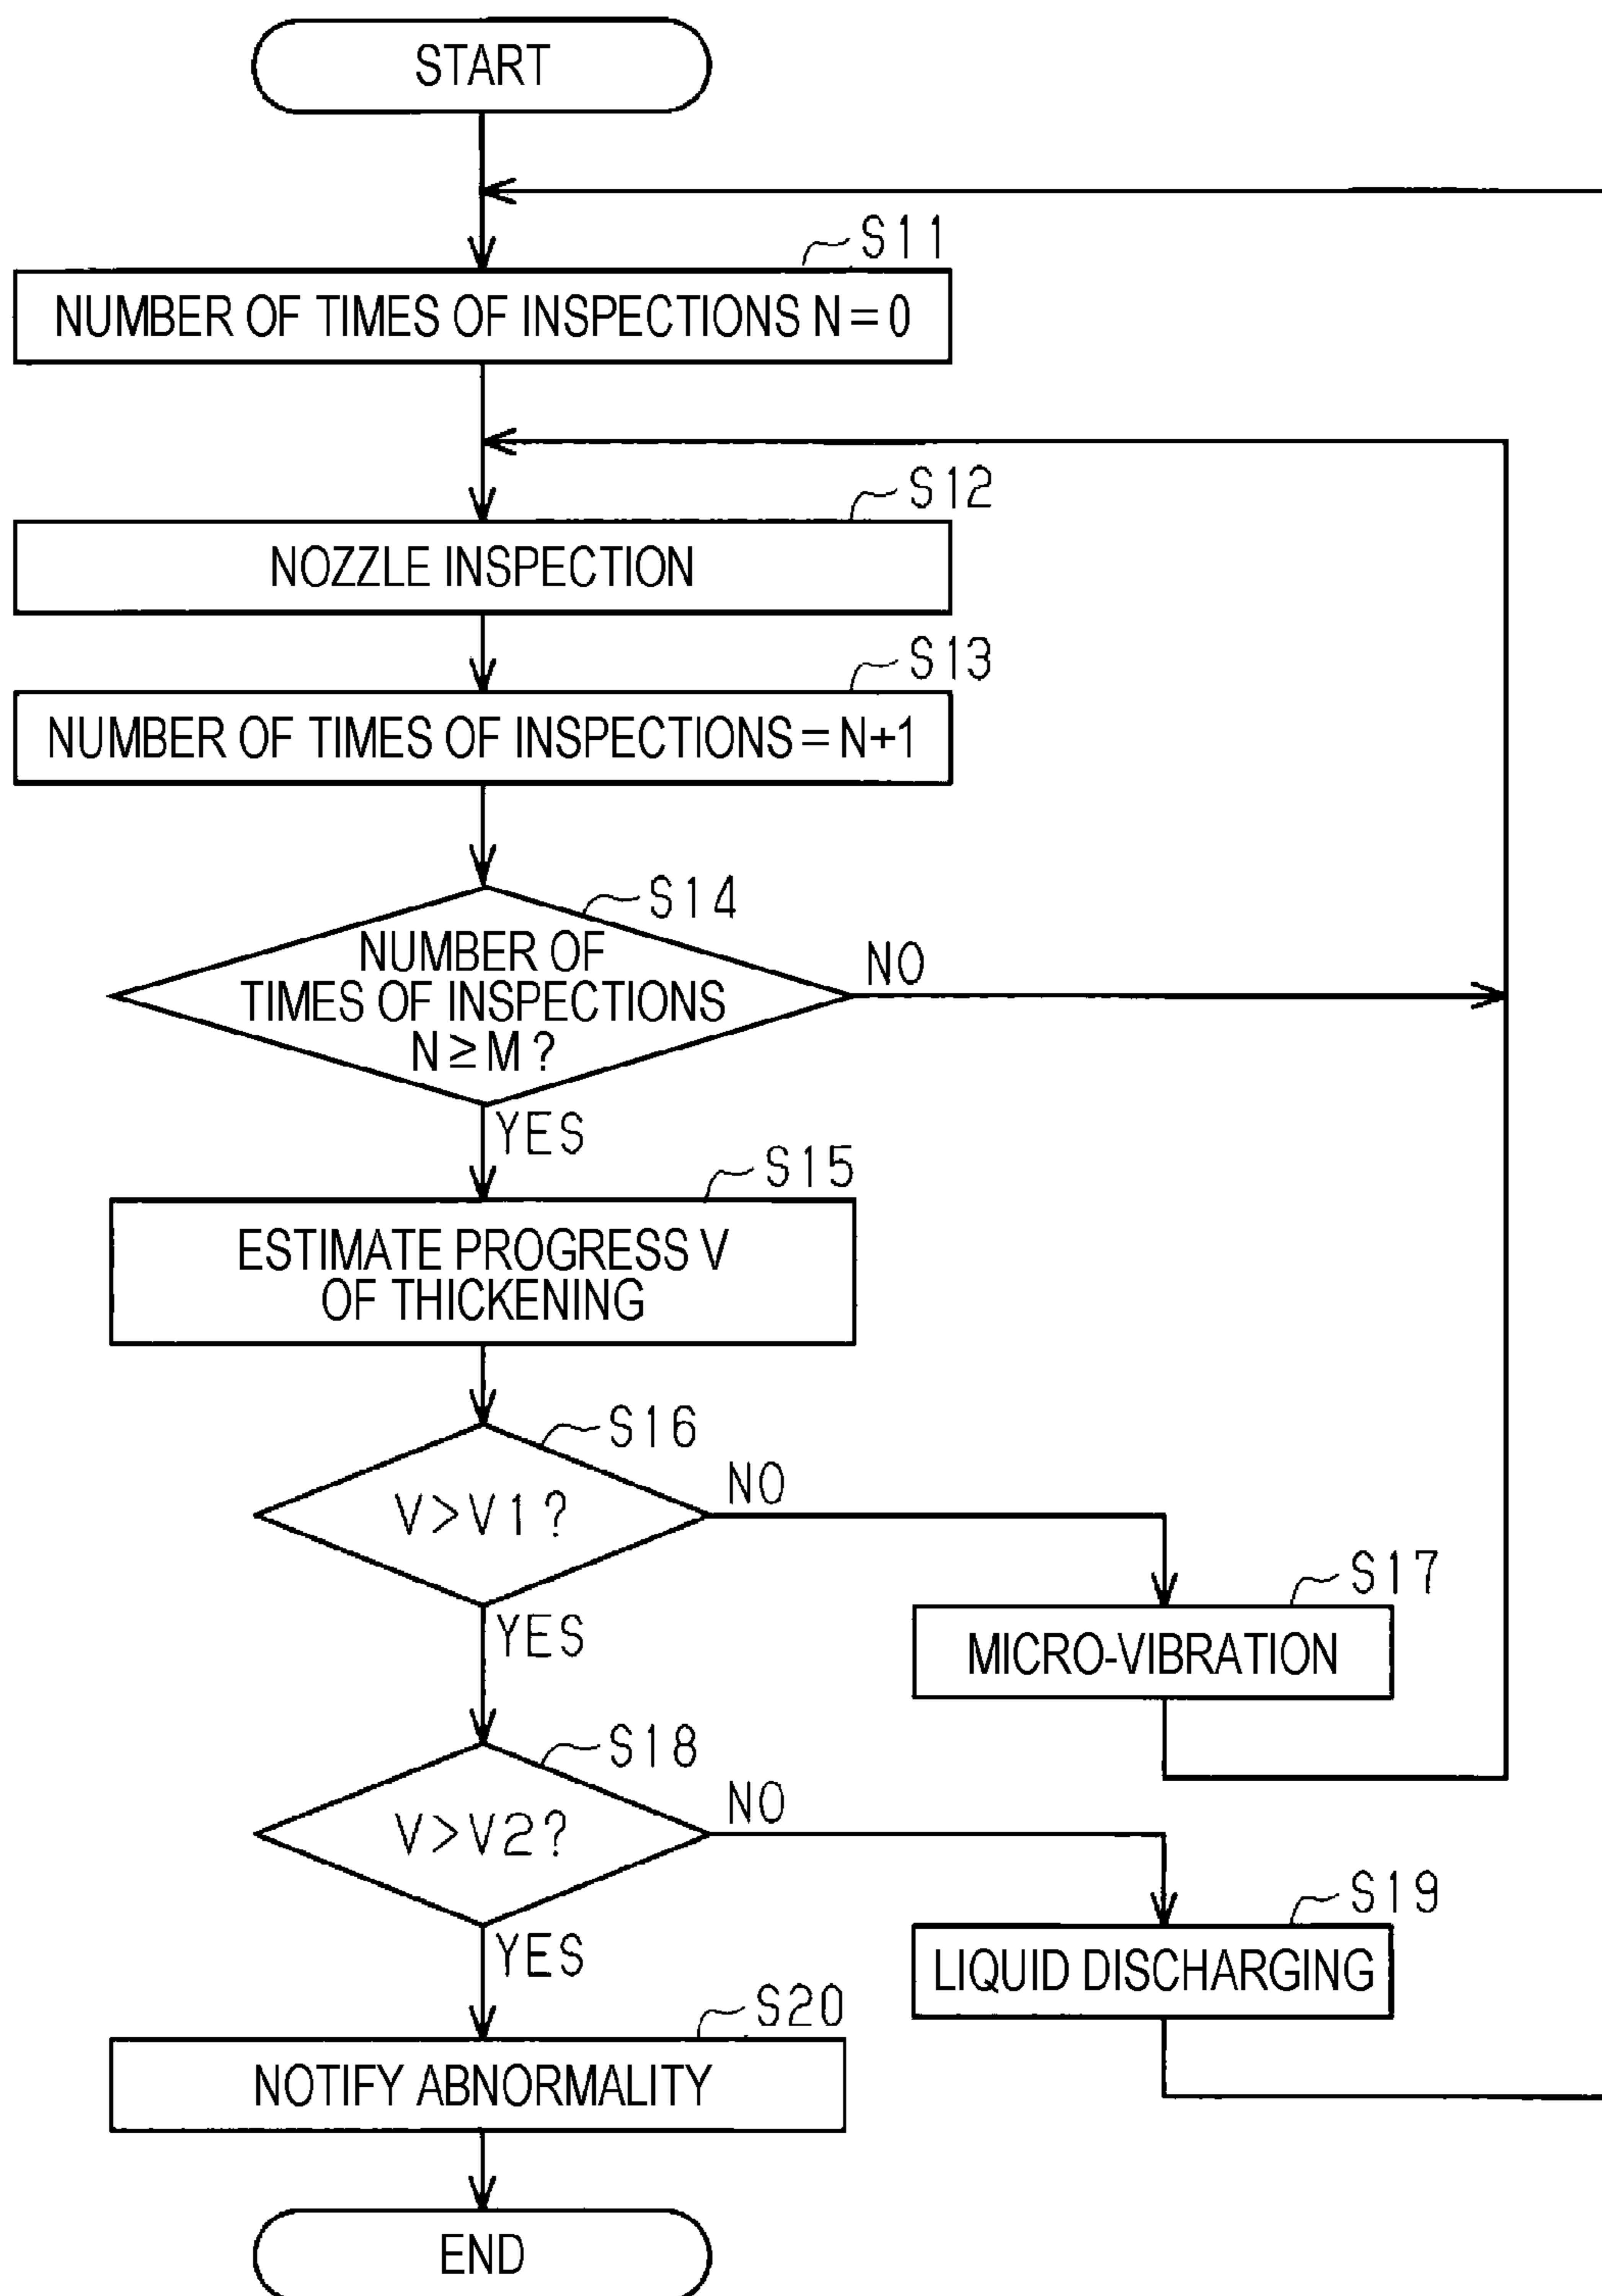 START
S11
NUMBER OF TIMES OF INSPECTIONS N = 0
S12
NOZZLE INSPECTION
S13
NUMBER OF TIMES OF INSPECTIONS = N+1
S14
NUMBER OF
TIMES OF INSPECTIONS
N ≥ M ?
NO
YES
S15
ESTIMATE PROGRESS V
OF THICKENING
S16
V>V1?
NO
YES
S17
MICRO-VIBRATION
S18
V>V2?
NO
YES
S19
LIQUID DISCHARGING
S20
NOTIFY ABNORMALITY
END